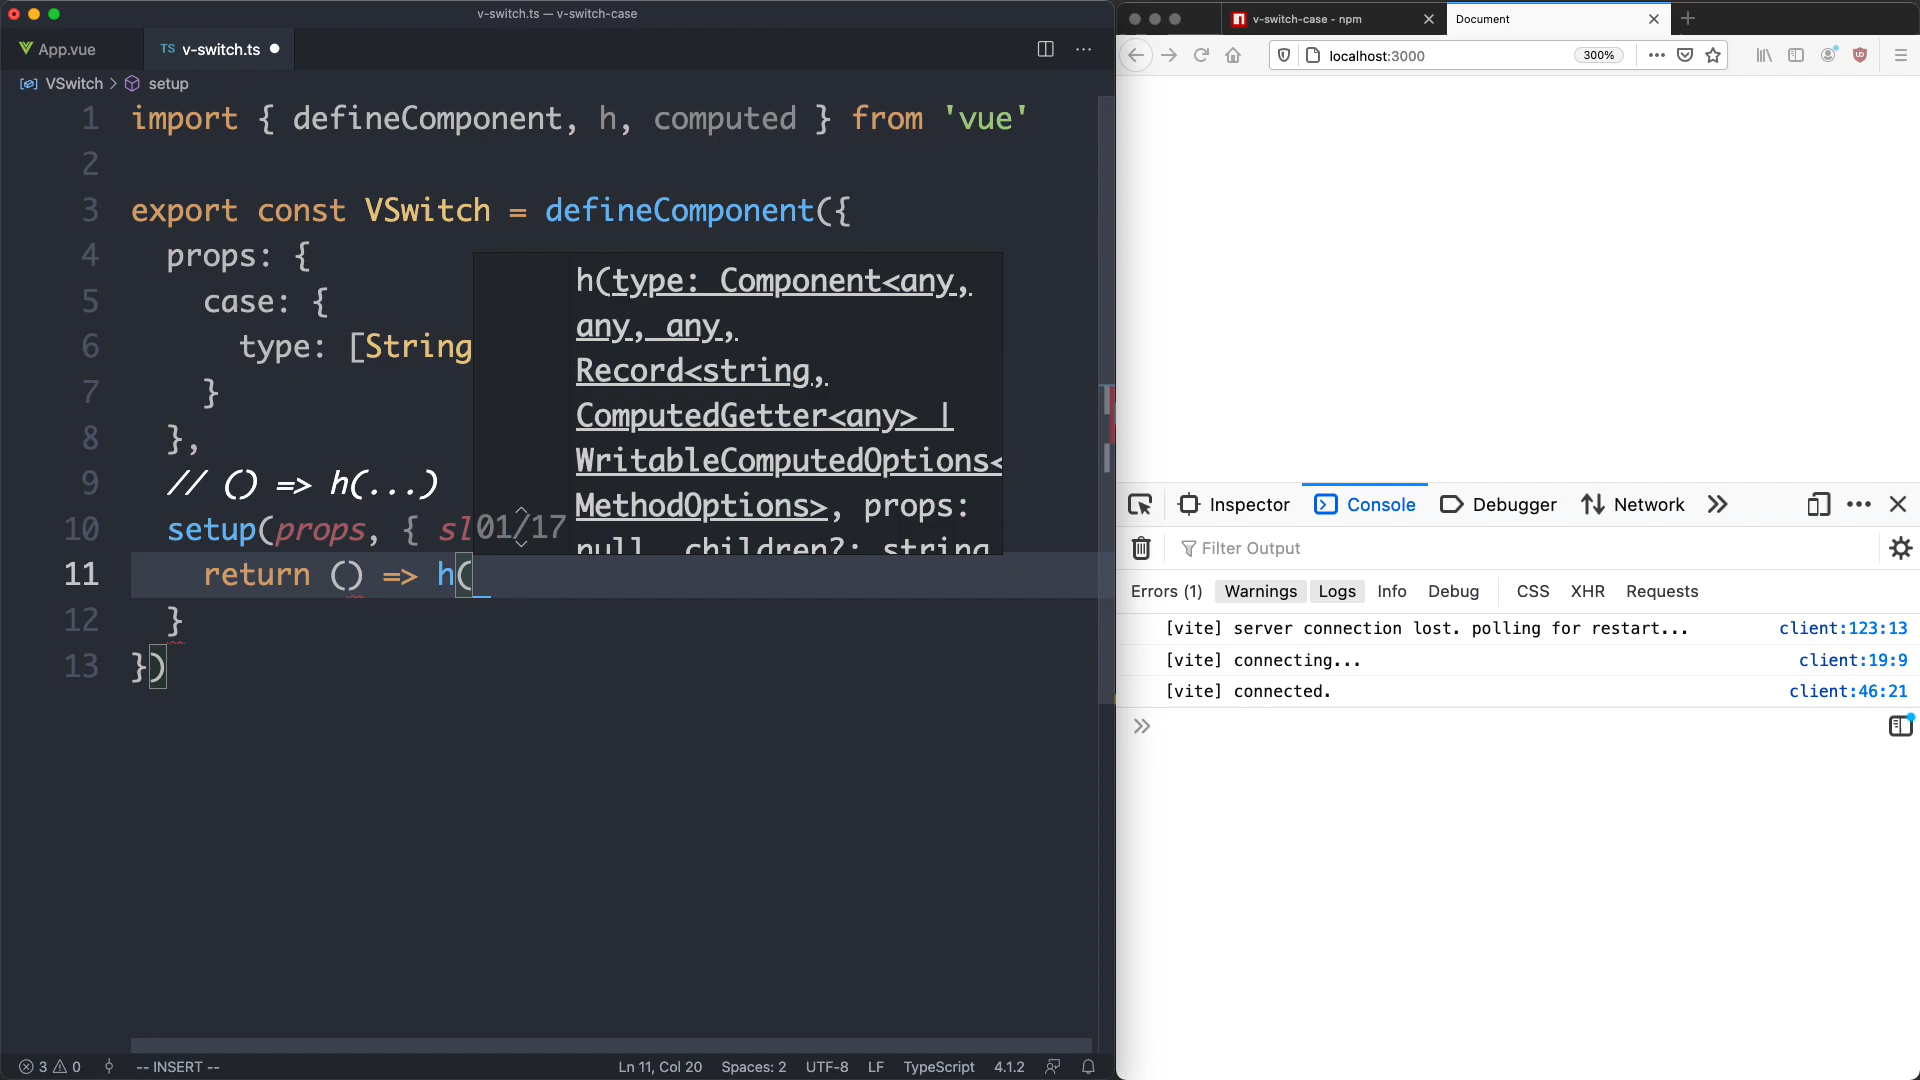 v-switch.ts — v-switch-case
App.vue
TS v-switch.ts
VSwitch > setup
1 import { defineComponent, h, computed } from 'vue'
2
3 export const VSwitch = defineComponent({
4 props: {
5 case: {
6 type: [String
7 }
8 },
9 // () => h(...)
10 setup(props, { sl
11 return () => h(
12 }
13 })
h(type: Component<any,
any, any,
Record<string,
ComputedGetter<any> |
WritableComputedOptions<
MethodOptions>, props:
null, children?: string
01/17
3 0 -- INSERT -- Ln 11, Col 20 Spaces: 2 UTF-8 LF TypeScript 4.1.2
v-switch-case - npm
Document
localhost:3000 300%
Inspector Console Debugger Network
Filter Output
Errors (1) Warnings Logs Info Debug CSS XHR Requests
[vite] server connection lost. polling for restart... client:123:13
[vite] connecting... client:19:9
[vite] connected. client:46:21